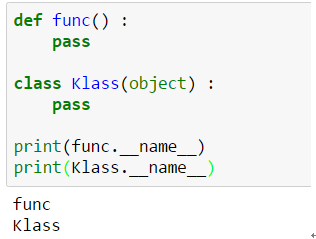 def func() :
    pass

class Klass(object) :
    pass

print(func.__name__)
print(Klass.__name__)
func
Klass